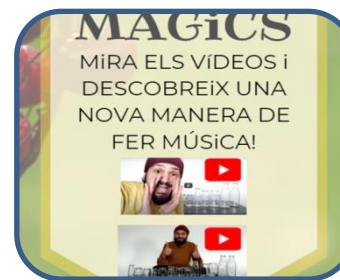 MAGiCS
MiRA ELS VÍDEOS i
DESCOBREiX UNA
NOVA MANERA DE
FER MÚSiCA!